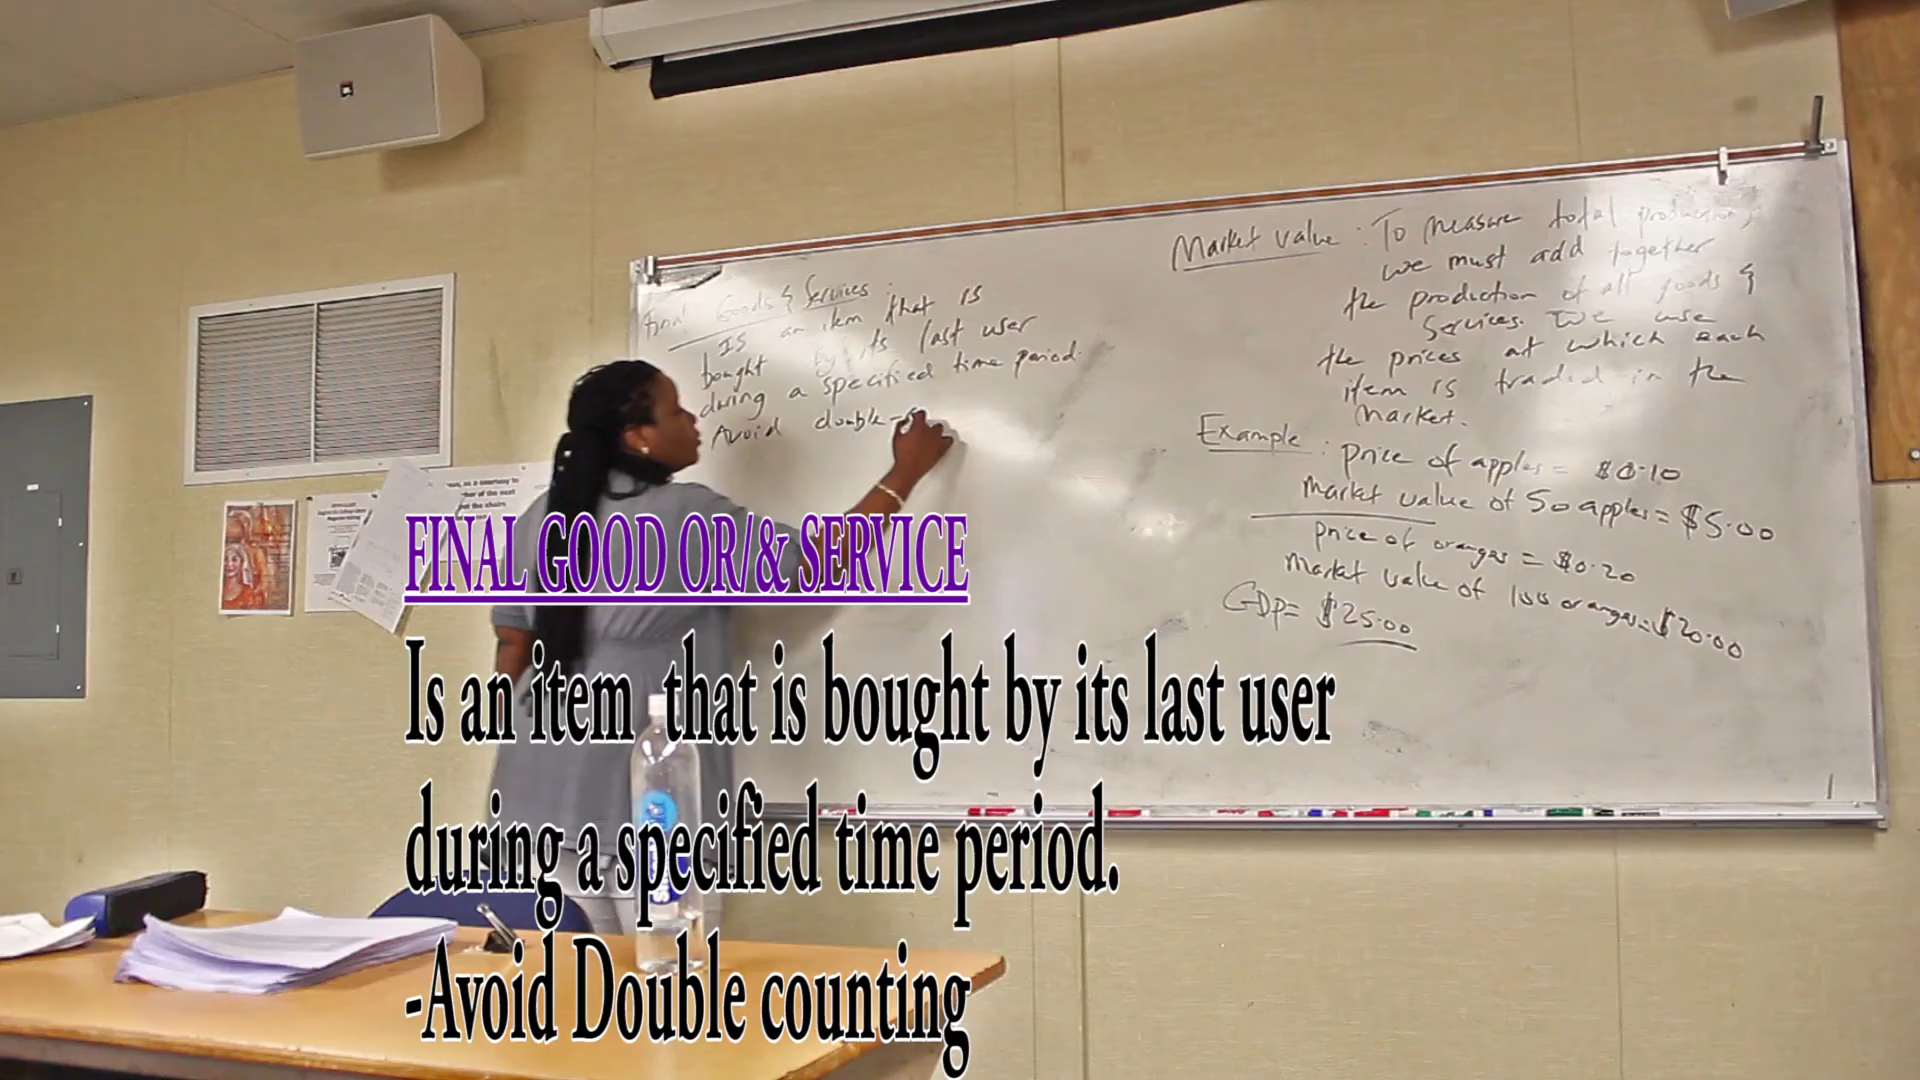 Final Goods & Services :
Is an item that is
bought by its last user
during a specified time period.
Avoid double-
Market value : To measure total production,
we must add together
the production of all goods &
services. We use
the prices at which each
item is traded in the
market.
Example : price of apples = $0.10
market value of 50 apples = $5.00
price of oranges = $0.20
market value of 100 oranges = $20.00
GDP = $25.00
FINAL GOOD OR/& SERVICE
Is an item that is bought by its last user
during a specified time period.
-Avoid Double counting